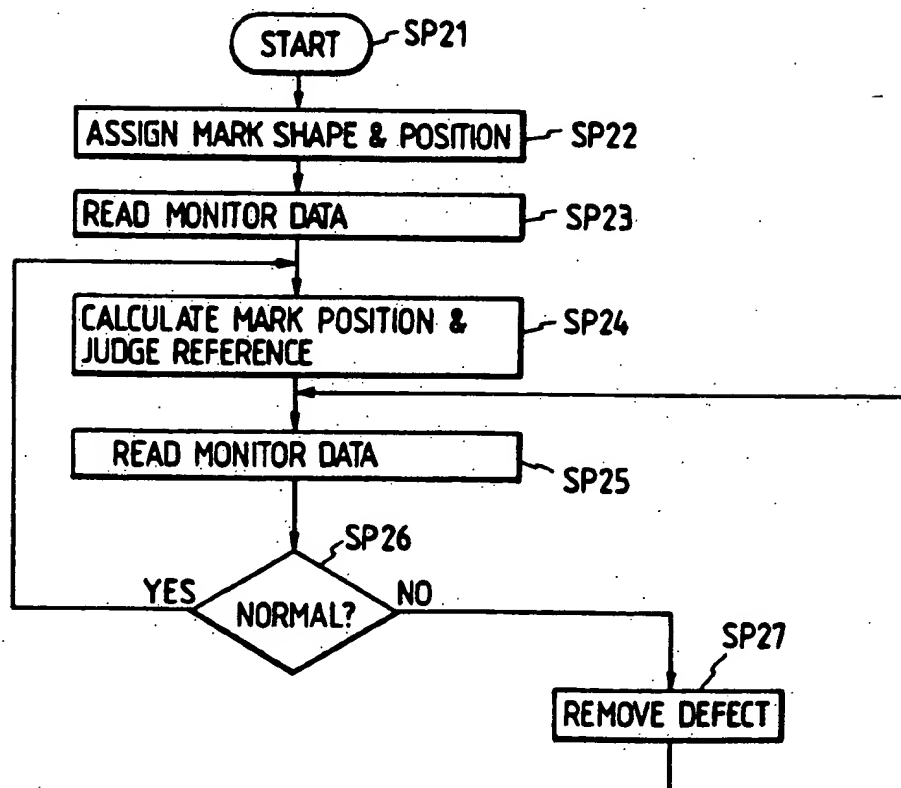 START
SP21
ASSIGN MARK SHAPE & POSITION
SP22
READ MONITOR DATA
SP23
CALCULATE MARK POSITION &
JUDGE REFERENCE
SP24
READ MONITOR DATA
SP25
SP26
YES
NORMAL?
NO
SP27
REMOVE DEFECT